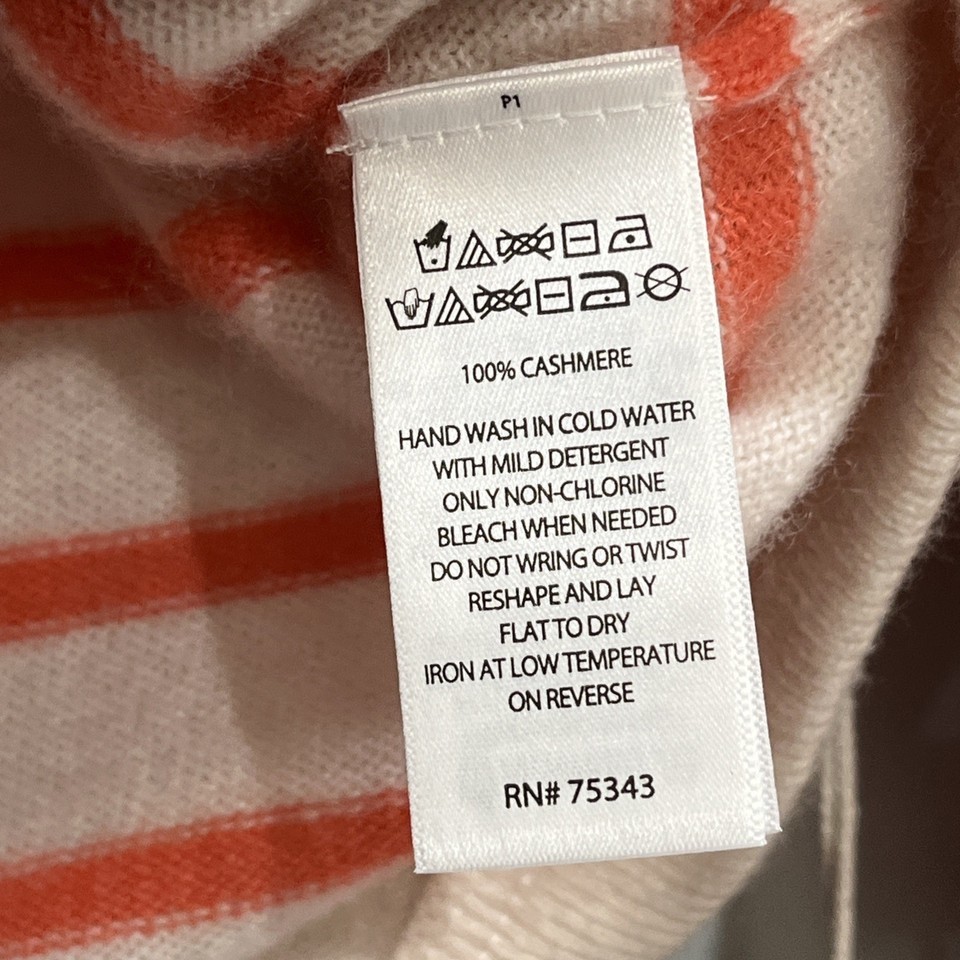 P1
100% CASHMERE
HAND WASH IN COLD WATER
WITH MILD DETERGENT
ONLY NON-CHLORINE
BLEACH WHEN NEEDED
DO NOT WRING OR TWIST
RESHAPE AND LAY
FLAT TO DRY
IRON AT LOW TEMPERATURE
ON REVERSE
RN# 75343